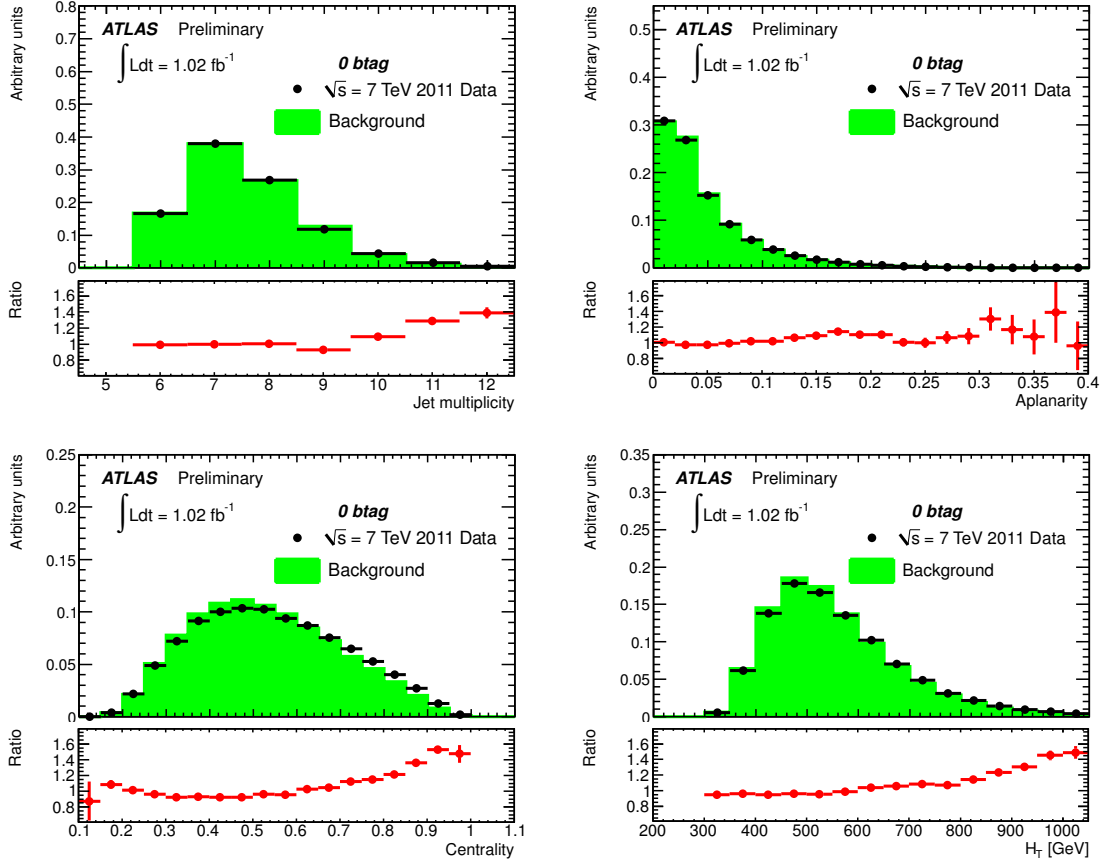 Arbitrary units
0.8
0.7
0.6
0.5
0.4
0.3
0.2
0.1
0
ATLAS Preliminary
∫ Ldt = 1.02 fb⁻¹
0 btag
√s = 7 TeV 2011 Data
Background
Ratio
1.6
1.4
1.2
1
0.8
5 6 7 8 9 10 11 12
Jet multiplicity
Arbitrary units
0.5
0.4
0.3
0.2
0.1
0
ATLAS Preliminary
∫ Ldt = 1.02 fb⁻¹
0 btag
√s = 7 TeV 2011 Data
Background
Ratio
1.6
1.4
1.2
1
0.8
0 0.05 0.1 0.15 0.2 0.25 0.3 0.35 0.4
Aplanarity
Arbitrary units
0.25
0.2
0.15
0.1
0.05
0
ATLAS Preliminary
∫ Ldt = 1.02 fb⁻¹
0 btag
√s = 7 TeV 2011 Data
Background
Ratio
1.6
1.4
1.2
1
0.8
0.1 0.2 0.3 0.4 0.5 0.6 0.7 0.8 0.9 1 1.1
Centrality
Arbitrary units
0.35
0.3
0.25
0.2
0.15
0.1
0.05
0
ATLAS Preliminary
∫ Ldt = 1.02 fb⁻¹
0 btag
√s = 7 TeV 2011 Data
Background
Ratio
1.6
1.4
1.2
1
0.8
200 300 400 500 600 700 800 900 1000
H_T [GeV]